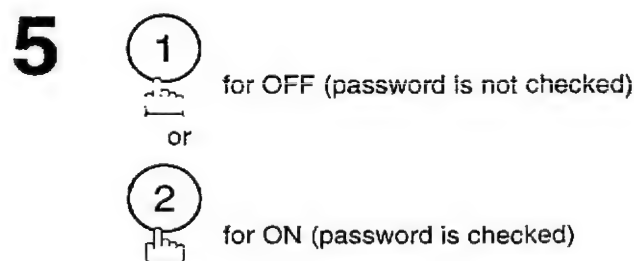 5
1
for OFF (password is not checked)
or
2
for ON (password is checked)